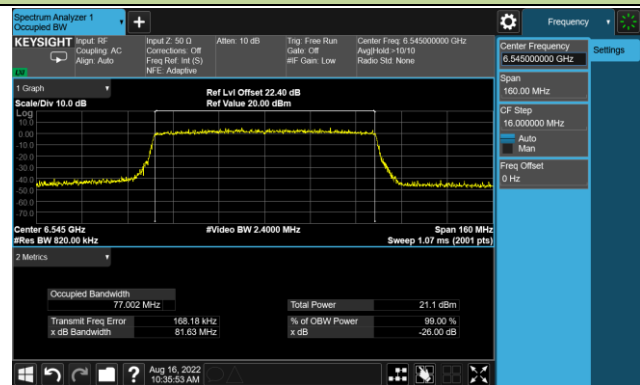 Spectrum Analyzer 1
Occupied BW
+
Frequency
KEYSIGHT
Input: RF
Coupling: AC
Align: Auto
Input Z: 50 Ω
Corrections: Off
Freq Ref: Int (S)
NFE: Adaptive
Atten: 10 dB
Trig: Free Run
Gate: Off
#IF Gain: Low
Center Freq: 6.545000000 GHz
Avg|Hold >10/10
Radio Std: None
LU
Center Frequency
6.545000000 GHz
Settings
Span
160.00 MHz
CF Step
16.000000 MHz
Auto
Man
Freq Offset
0 Hz
1 Graph
Scale/Div 10.0 dB
Ref Lvl Offset 22.40 dB
Ref Value 20.00 dBm
Log
10.0
0.00
-10.0
-20.0
-30.0
-40.0
-50.0
-60.0
-70.0
Center 6.545 GHz
#Video BW 2.4000 MHz
Span 160 MHz
#Res BW 820.00 kHz
Sweep 1.07 ms (2001 pts)
2 Metrics
Occupied Bandwidth
77.002 MHz
Total Power 21.1 dBm
Transmit Freq Error 168.18 kHz
% of OBW Power 99.00 %
x dB Bandwidth 81.63 MHz
x dB -26.00 dB
?
Aug 16, 2022
10:35:53 AM